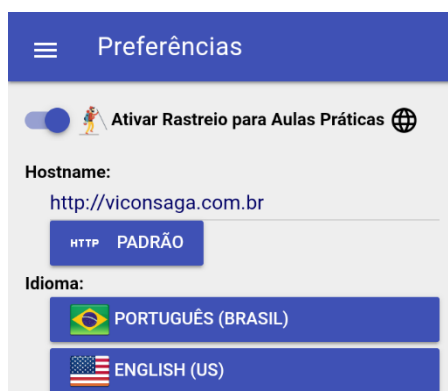 Preferências
Ativar Rastreio para Aulas Práticas
Hostname:
http://viconsaga.com.br
HTTP PADRÃO
Idioma:
PORTUGUÊS (BRASIL)
ENGLISH (US)